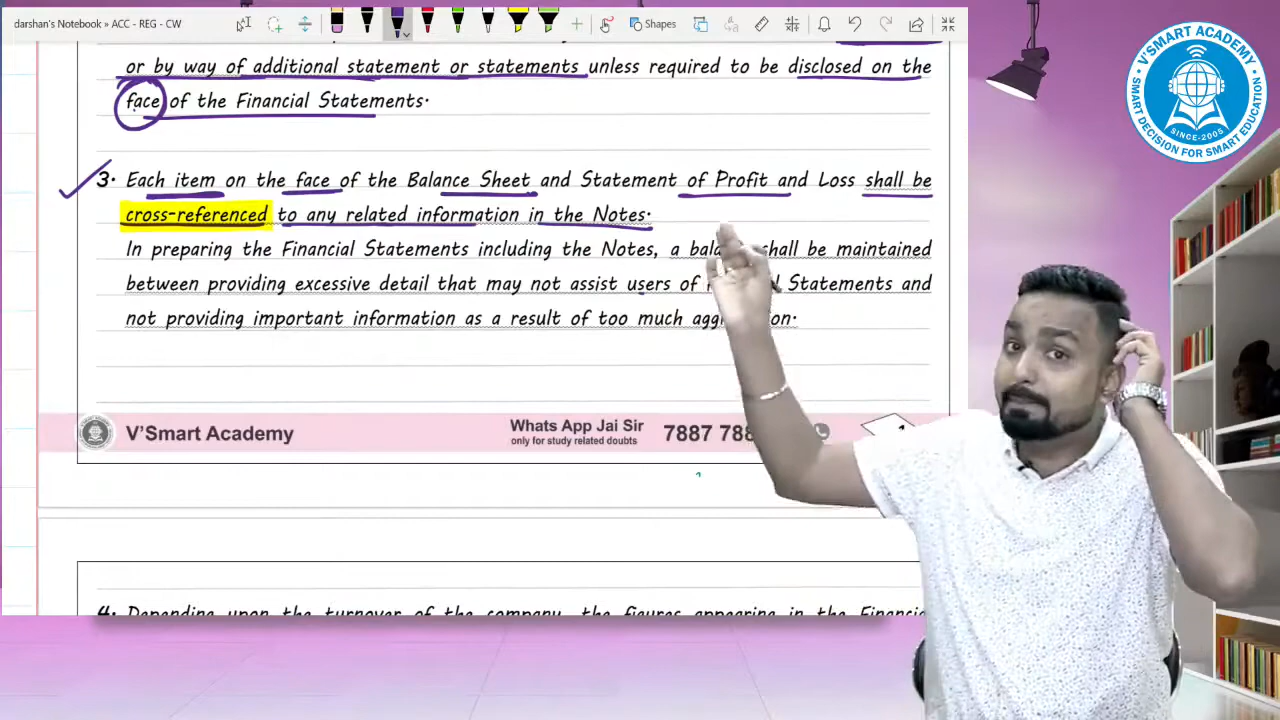 darshan's Notebook » ACC - REG - CW
Shapes
or by way of additional statement or statements unless required to be disclosed on the
face of the Financial Statements.
3. Each item on the face of the Balance Sheet and Statement of Profit and Loss shall be
cross-referenced to any related information in the Notes.
In preparing the Financial Statements including the Notes, a shall be maintained
between providing excessive detail that may not assist users of Statements and
not providing important information as a result of too much
V'Smart Academy
Whats App Jai Sir
only for study related doubts
7887 788
4. Depending upon the turnover of the company, the figures appearing in the Financial
V'SMART ACADEMY
SINCE-2005
SMART DECISION FOR SMART EDUCATION